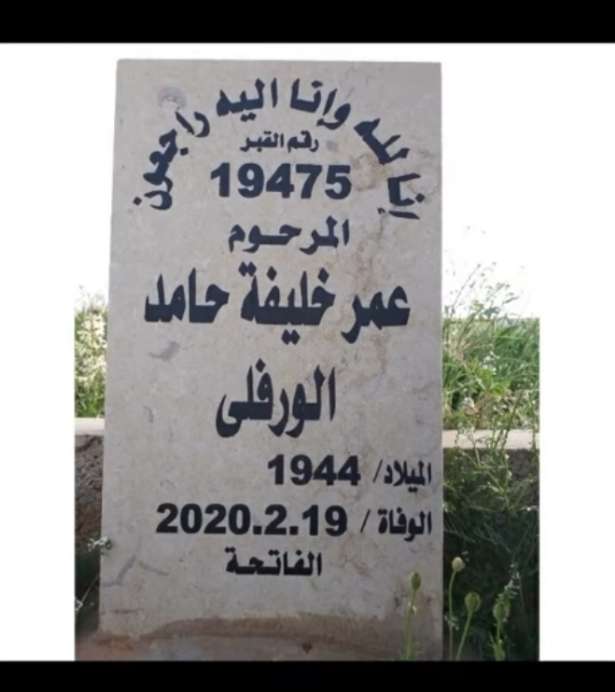 إنا لله وإنا اليه راجعون
رقم القبر
19475
المرحوم
عمر خليفة حامد
الورفلى
الميلاد/ 1944
الوفاة / 2020.2.19
الفاتحة